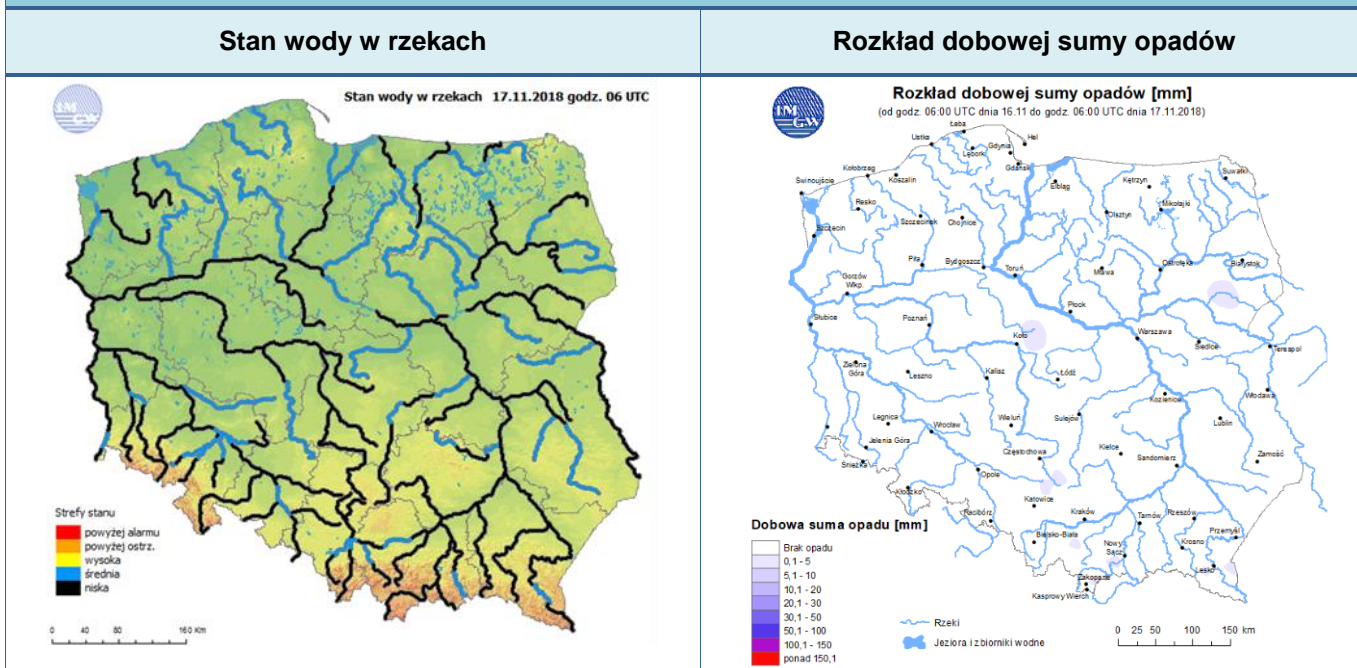 Stan wody w rzekach
Rozkład dobowej sumy opadów
IM
GW
Stan wody w rzekach 17.11.2018 godz. 06 UTC
Strefy stanu
powyżej alarmu
powyżej ostrz.
wysoka
średnia
niska
0 40 80 160 Km
IM
GW
Rozkład dobowej sumy opadów [mm]
(od godz. 06:00 UTC dnia 16.11 do godz. 06:00 UTC dnia 17.11.2018)
Łeba
Ustka
Hel
Lębork
Gdynia
Gdańsk
Kołobrzeg
Koszalin
Elbląg
Kętrzyn
Suwałki
Świnoujście
Resko
Szczecinek
Chojnice
Olsztyn
Mikołajki
Szczecin
Piła
Bydgoszcz
Toruń
Mława
Ostrołęka
Białystok
Gorzów
Wlkp.
Płock
Słubice
Poznań
Koło
Warszawa
Siedlce
Terespol
Zielona
Góra
Leszno
Kalisz
Łódź
Kozienice
Włodawa
Legnica
Wrocław
Wieluń
Sulejów
Lublin
Jelenia Góra
Śnieżka
Częstochowa
Kielce
Sandomierz
Zamość
Kłodzko
Opole
Katowice
Racibórz
Kraków
Tarnów
Rzeszów
Przemyśl
Bielsko-Biała
Nowy
Sącz
Krosno
Lesko
Zakopane
Kasprowy Wierch
Dobowa suma opadu [mm]
Brak opadu
0,1 - 5
5,1 - 10
10,1 - 20
20,1 - 30
30,1 - 50
50,1 - 100
100,1 - 150
ponad 150,1
Rzeki
Jeziora i zbiorniki wodne
0 25 50 100 150 km